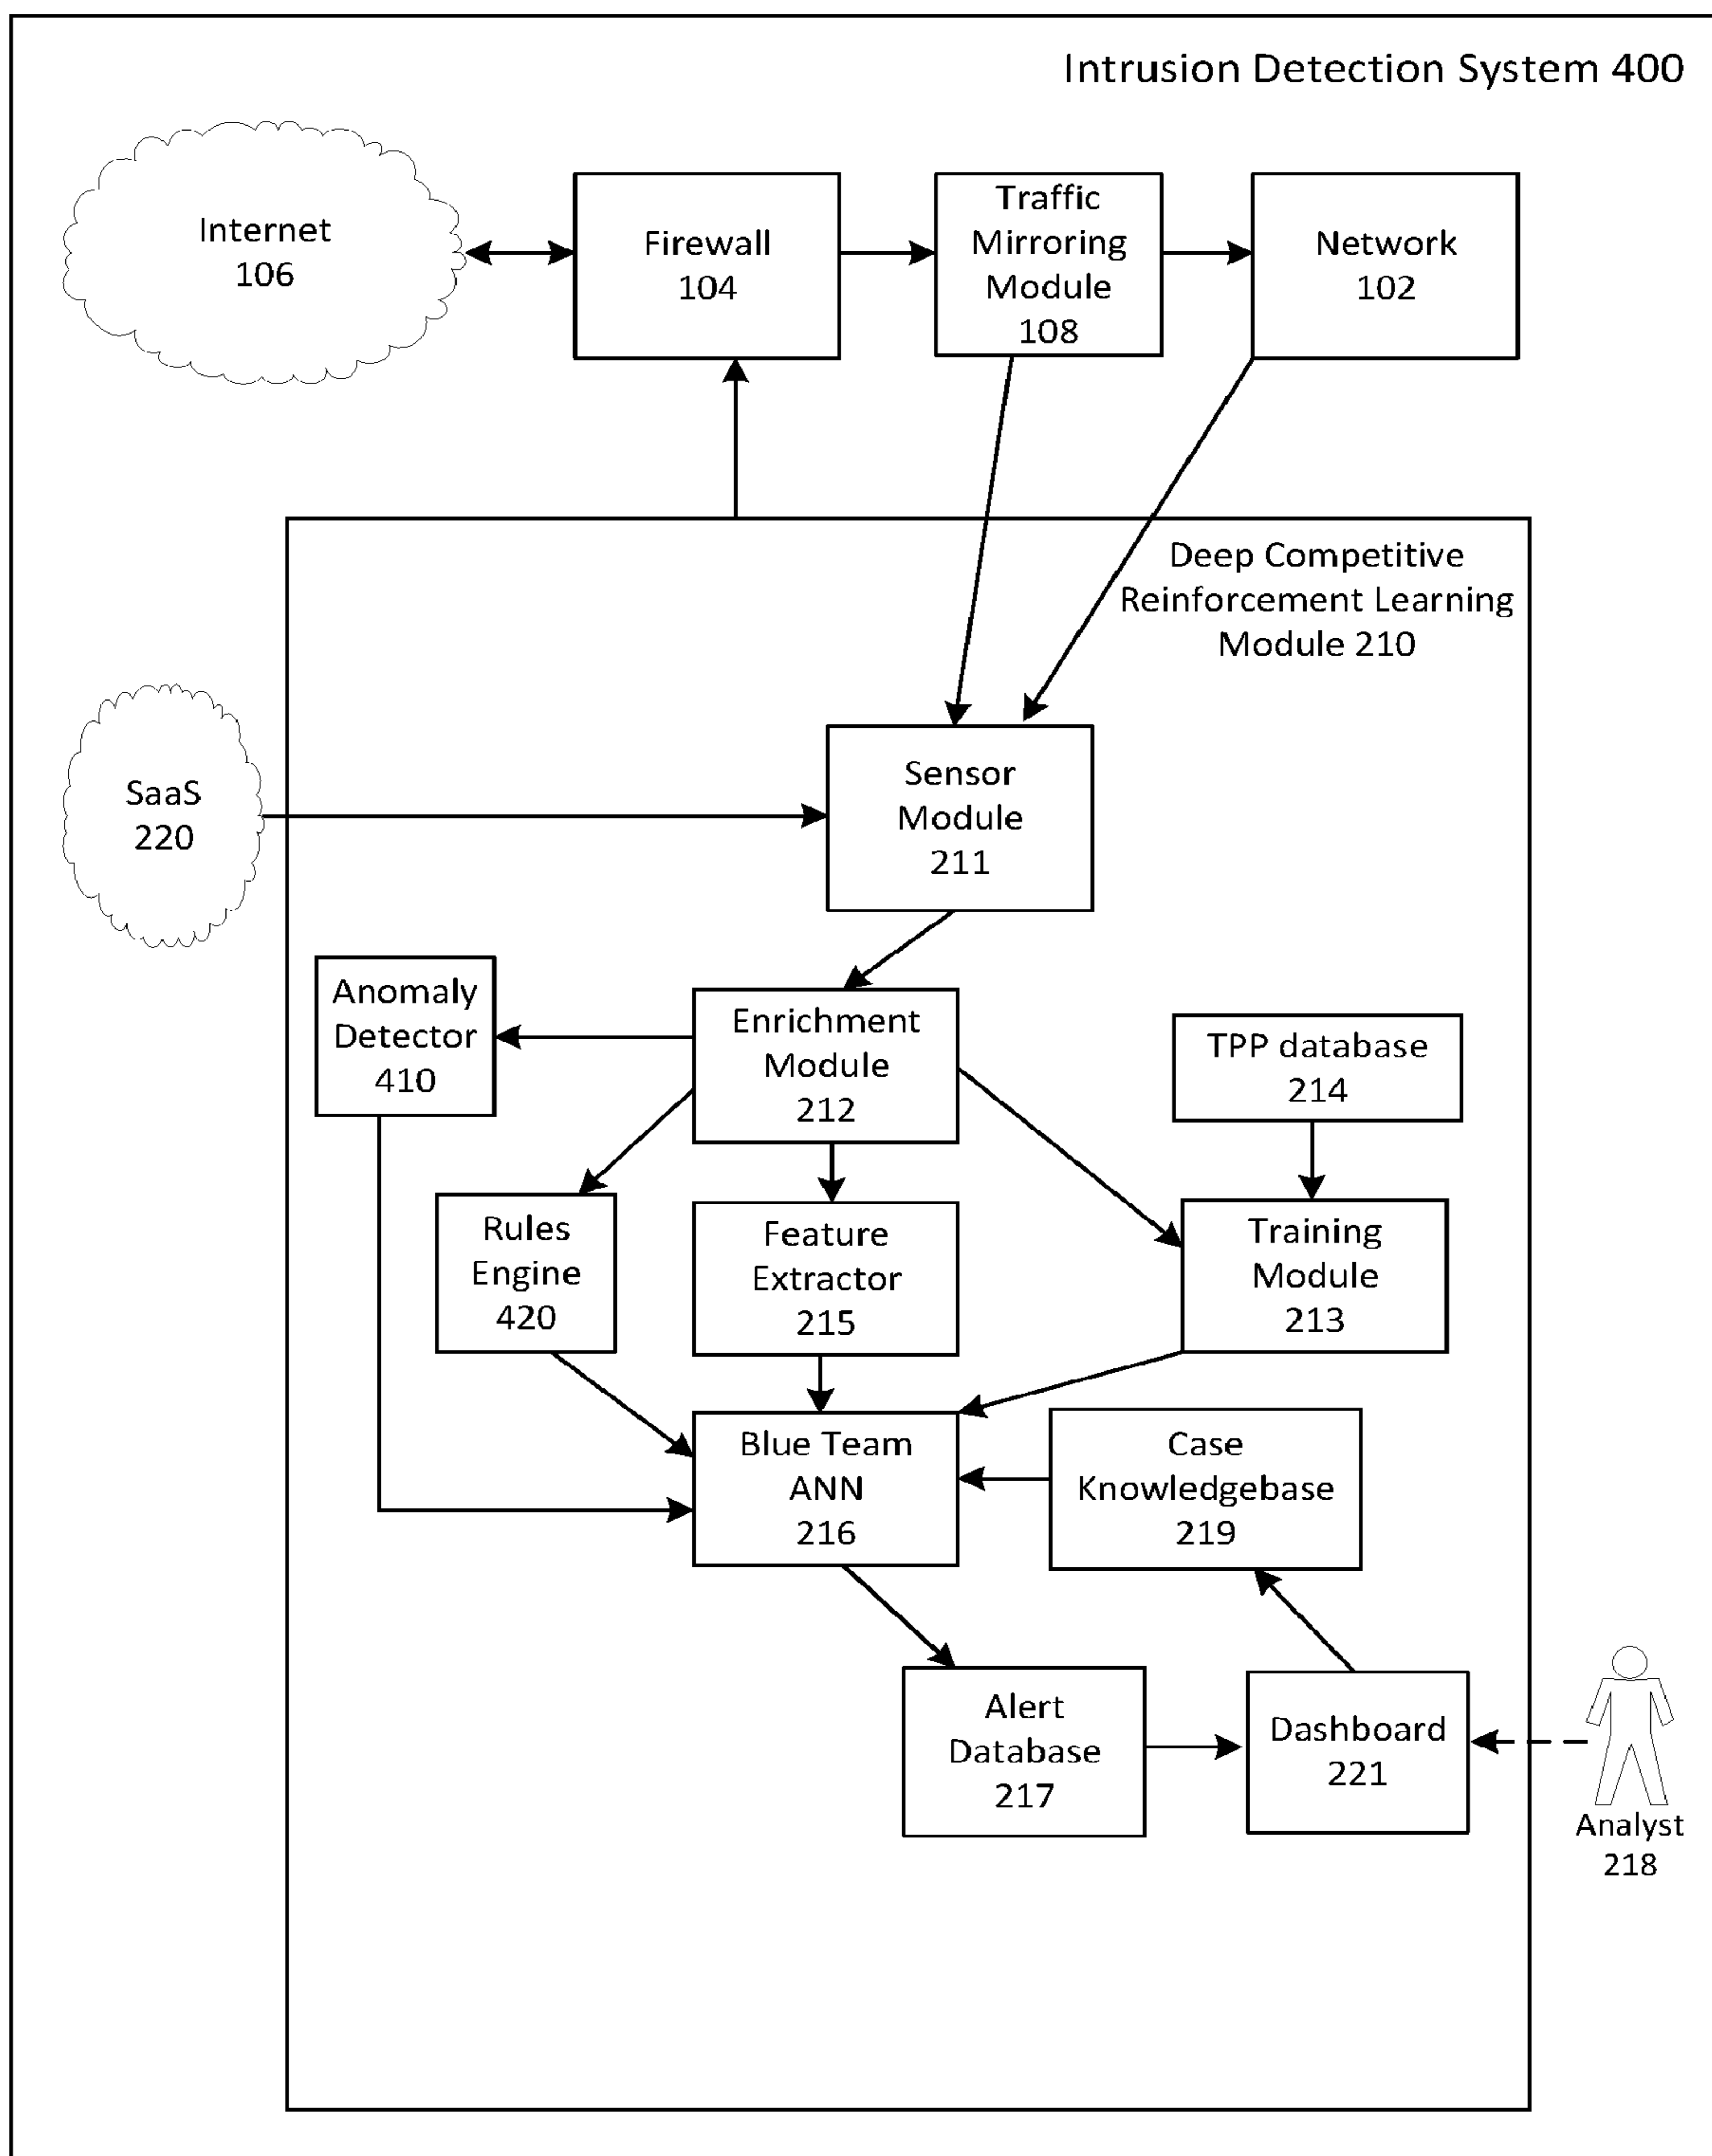 Intrusion Detection System 400
Internet
106
Firewall
104
Traffic
Mirroring
Module
108
Network
102
Deep Competitive
Reinforcement Learning
Module 210
SaaS
220
Sensor
Module
211
Anomaly
Detector
410
Enrichment
Module
212
TPP database
214
Rules
Engine
420
Feature
Extractor
215
Training
Module
213
Blue Team
ANN
216
Case
Knowledgebase
219
Alert
Database
217
Dashboard
221
Analyst
218